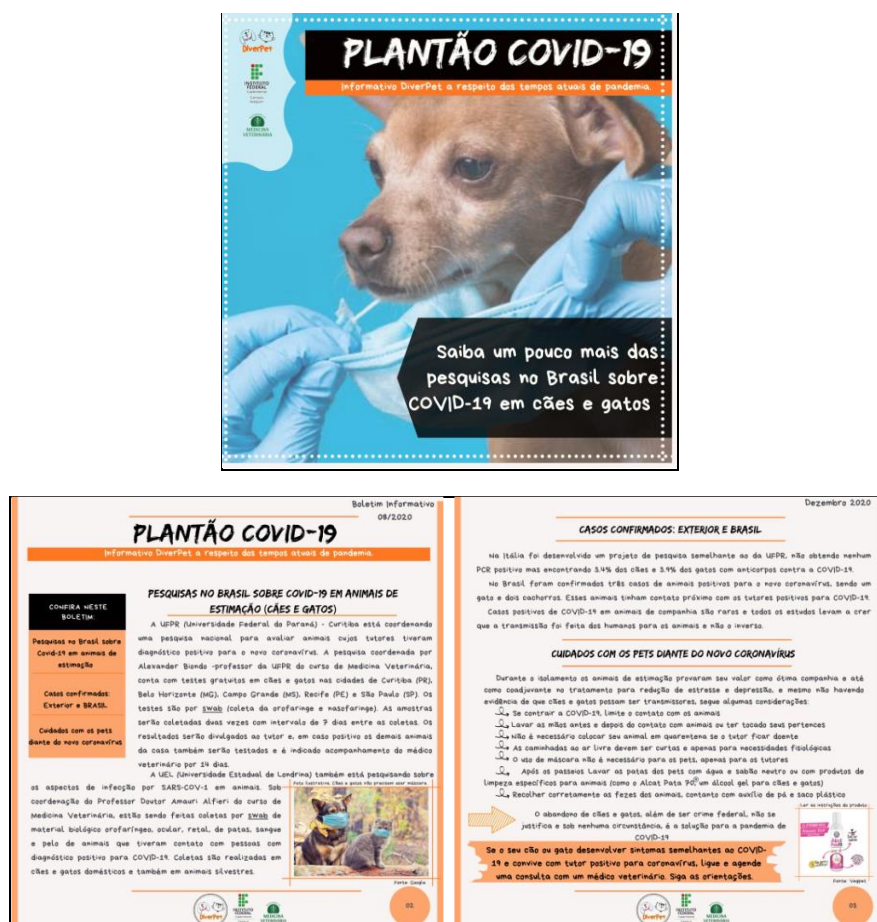 DiverPet
INSTITUTO
FEDERAL
Catarinense
Campus
Araquari
MEDICINA
VETERINÁRIA
PLANTÃO COVID-19
Informativo DiverPet a respeito dos tempos atuais de pandemia.
Saiba um pouco mais das
pesquisas no Brasil sobre
COVID-19 em cães e gatos
Boletim Informativo
08/2020
PLANTÃO COVID-19
Informativo DiverPet a respeito dos tempos atuais de pandemia.
CONFIRA NESTE
BOLETIM:
Pesquisas no Brasil sobre
Covid-19 em animais de
estimação
Casos confirmados:
Exterior e BRASIL.
Cuidados com os pets
diante do novo coronavírus
PESQUISAS NO BRASIL SOBRE COVID-19 EM ANIMAIS DE
ESTIMAÇÃO (CÃES E GATOS)
A UFPR (Universidade Federal do Paraná) - Curitiba está coordenando
uma pesquisa nacional para avaliar animais cujos tutores tiveram
diagnóstico positivo para o novo coronavírus. A pesquisa coordenada por
Alexander Biondo -professor da UFPR do curso de Medicina Veterinária,
conta com testes gratuitos em cães e gatos nas cidades de Curitiba (PR),
Belo Horizonte (MG), Campo Grande (MS), Recife (PE) e São Paulo (SP). Os
testes são por swab (coleta da orofaringe e nasofaringe). As amostras
serão coletadas duas vezes com intervalo de 7 dias entre as coletas. Os
resultados serão divulgados ao tutor e, em caso positivo os demais animais
da casa também serão testados e é indicado acompanhamento do médico
veterinário por 14 dias.
A UEL (Universidade Estadual de Londrina) também está pesquisando sobre
os aspectos de infecção por SARS-COV-2 em animais. Sob
coordenação do Professor Doutor Amauri Alfieri do curso de
Medicina Veterinária, estão sendo feitas coletas por swab de
material biológico orofaríngeo, ocular, retal, de patas, sangue
e pelo de animais que tiveram contato com pessoas com
diagnóstico positivo para COVID-19. Coletas são realizadas em
cães e gatos domésticos e também em animais silvestres.
Foto ilustrativa. Cães e gatos não precisam usar máscara
Fonte: Google
DiverPet
INSTITUTO
FEDERAL
MEDICINA
Dezembro 2020
CASOS CONFIRMADOS: EXTERIOR E BRASIL
Na Itália foi desenvolvido um projeto de pesquisa semelhante ao da UFPR, não obtendo nenhum
PCR positivo mas encontrando 3,4% dos cães e 3,9% dos gatos com anticorpos contra a COVID-19.
No Brasil foram confirmados três casos de animais positivos para o novo coronavírus, sendo um
gato e dois cachorros. Esses animais tinham contato próximo com os tutores positivos para COVID-19.
Casos positivos de COVID-19 em animais de companhia são raros e todos os estudos levam a crer
que a transmissão foi feita dos humanos para os animais e não o inverso.
CUIDADOS COM OS PETS DIANTE DO NOVO CORONAVÍRUS
Durante o isolamento os animais de estimação provaram seu valor como ótima companhia e até
como coadjuvante no tratamento para redução de estresse e depressão, e mesmo não havendo
evidência de que cães e gatos possam ser transmissores, segue algumas considerações:
Se contrair a COVID-19, limite o contato com os animais
Lavar as mãos antes e depois do contato com animais ou ter tocado seus pertences
Não é necessário colocar seu animal em quarentena se o tutor ficar doente
As caminhadas ao ar livre devem ser curtas e apenas para necessidades fisiológicas
O uso de máscara não é necessário para os pets, apenas para os tutores
Após os passeios Lavar as patas dos pets com água e sabão neutro ou com produtos de
limpeza específicos para animais (como o Alcat Pata Pó® um álcool gel para cães e gatos)
Recolher corretamente as fezes dos animais, contanto com auxílio de pá e saco plástico
O abandono de cães e gatos, além de ser crime federal, não se
justifica e sob nenhuma circunstância, é a solução para a pandemia de
COVID-19
Ler as instruções do produto
Se o seu cão ou gato desenvolver sintomas semelhantes ao COVID-
19 e convive com tutor positivo para coronavírus, ligue e agende
uma consulta com um médico veterinário. Siga as orientações.
DiverPet
INSTITUTO
FEDERAL
MEDICINA